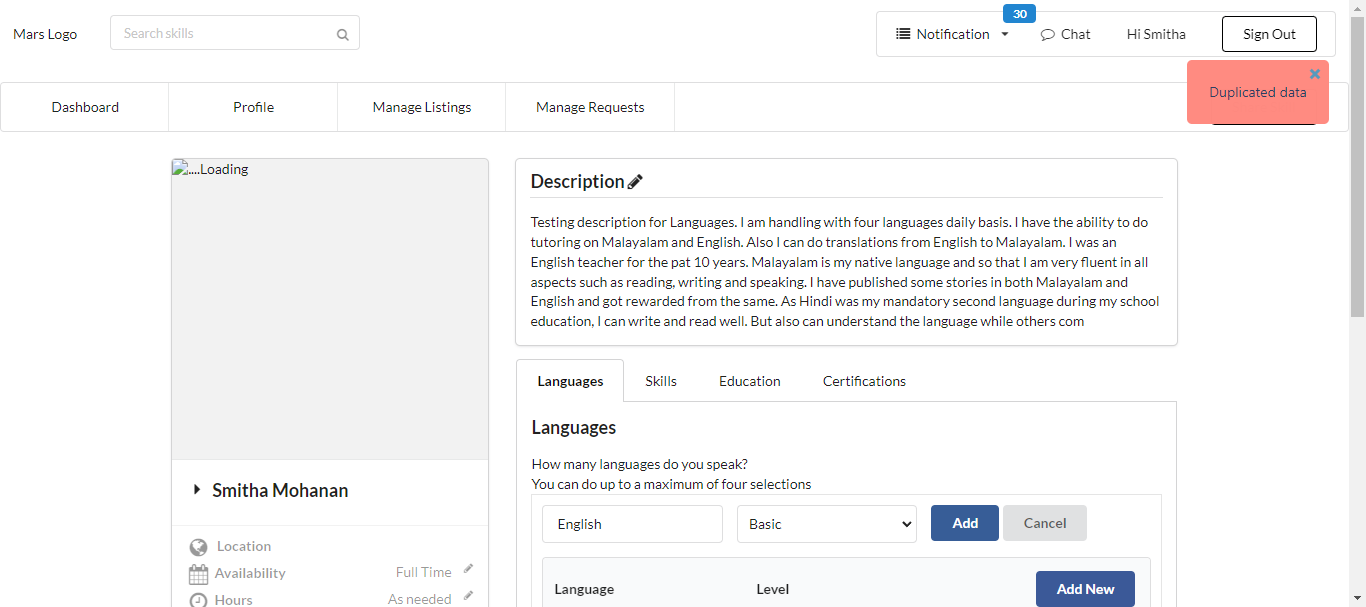 Mars Logo
Search skills
30
Notification
Chat
Hi Smitha
Sign Out
Duplicated data
Dashboard
Profile
Manage Listings
Manage Requests
....Loading
Description
Testing description for Languages. I am handling with four languages daily basis. I have the ability to do
tutoring on Malayalam and English. Also I can do translations from English to Malayalam. I was an
English teacher for the pat 10 years. Malayalam is my native language and so that I am very fluent in all
aspects such as reading, writing and speaking. I have published some stories in both Malayalam and
English and got rewarded from the same. As Hindi was my mandatory second language during my school
education, I can write and read well. But also can understand the language while others com
Smitha Mohanan
Location
Availability
Full Time
Hours
As needed
Languages
Skills
Education
Certifications
Languages
How many languages do you speak?
You can do up to a maximum of four selections
English
Basic
Add
Cancel
Language
Level
Add New